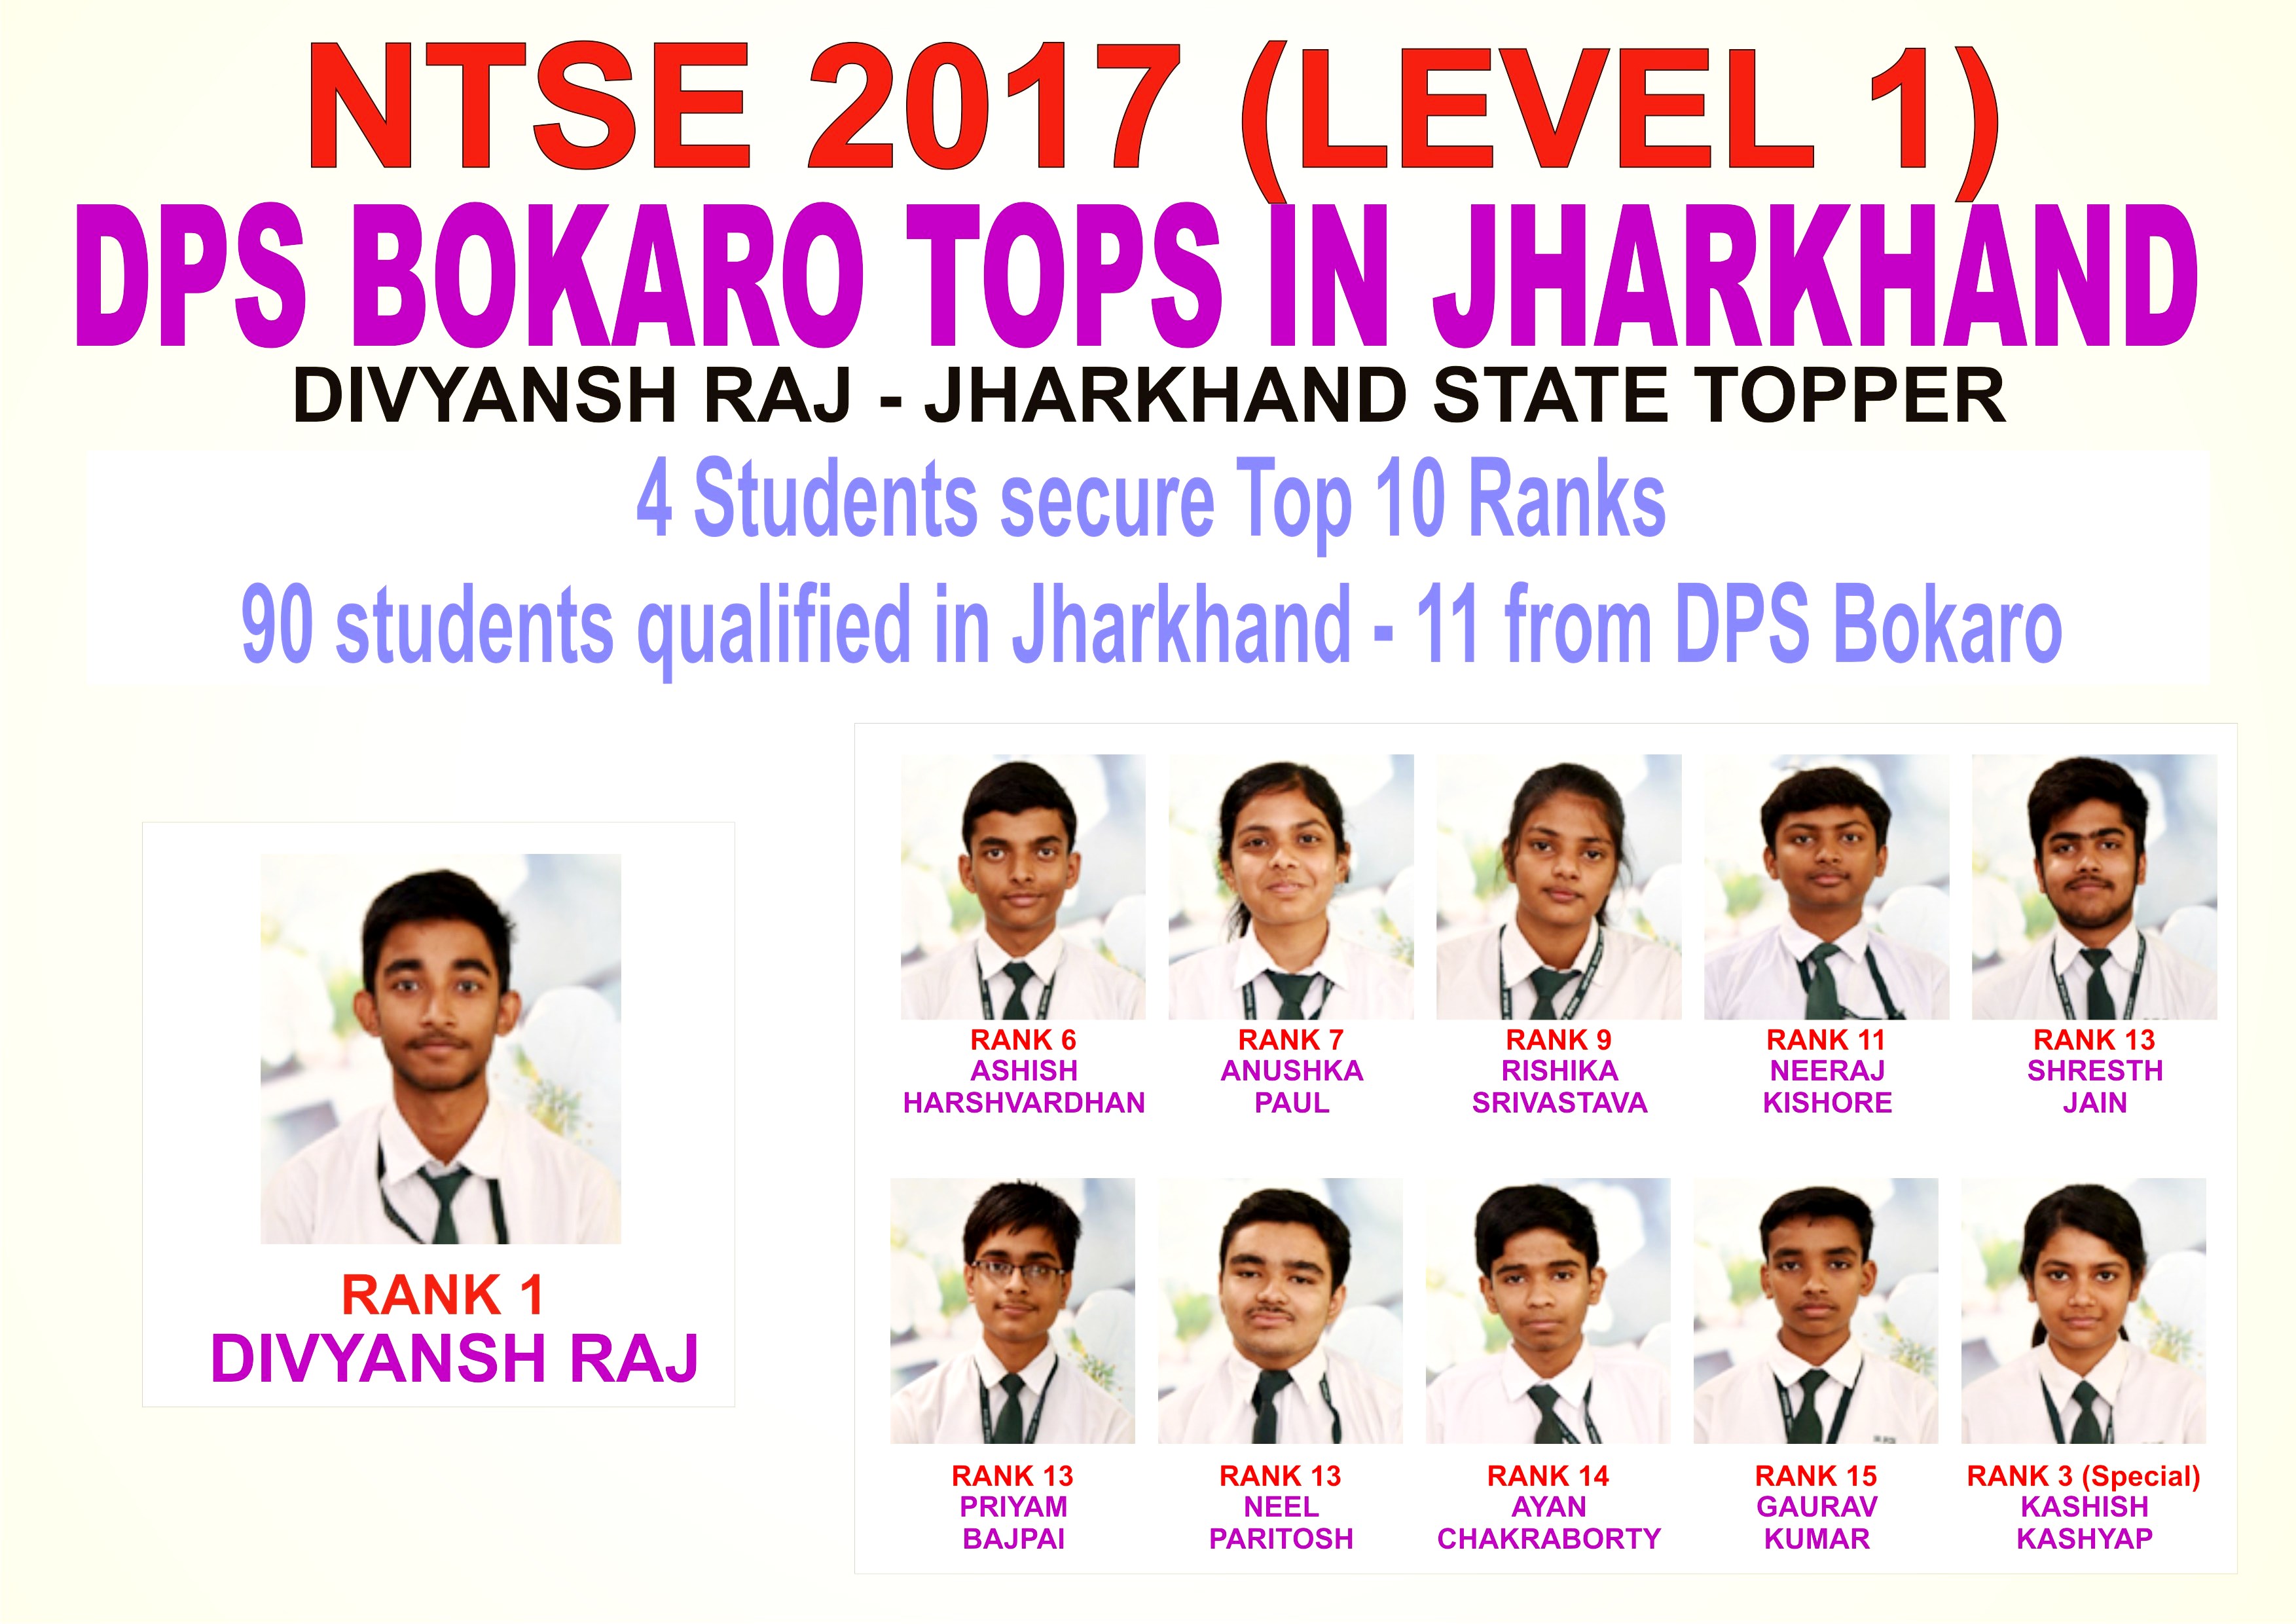 NTSE 2017 (LEVEL 1)
DPS BOKARO TOPS IN JHARKHAND
DIVYANSH RAJ - JHARKHAND STATE TOPPER
4 Students secure Top 10 Ranks
90 students qualified in Jharkhand - 11 from DPS Bokaro
RANK 1
DIVYANSH RAJ
RANK 6
ASHISH
HARSHVARDHAN
RANK 7
ANUSHKA
PAUL
RANK 9
RISHIKA
SRIVASTAVA
RANK 11
NEERAJ
KISHORE
RANK 13
SHRESTH
JAIN
RANK 13
PRIYAM
BAJPAI
RANK 13
NEEL
PARITOSH
RANK 14
AYAN
CHAKRABORTY
RANK 15
GAURAV
KUMAR
RANK 3 (Special)
KASHISH
KASHYAP